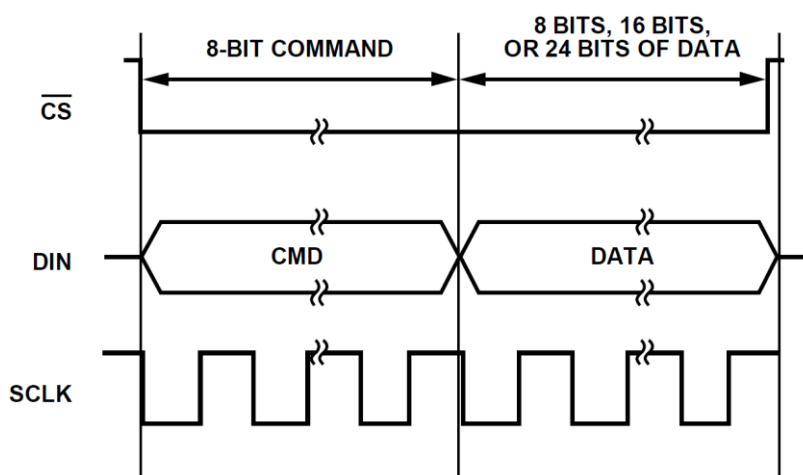 8-BIT COMMAND
8 BITS, 16 BITS,
OR 24 BITS OF DATA
CS
DIN
CMD
DATA
SCLK